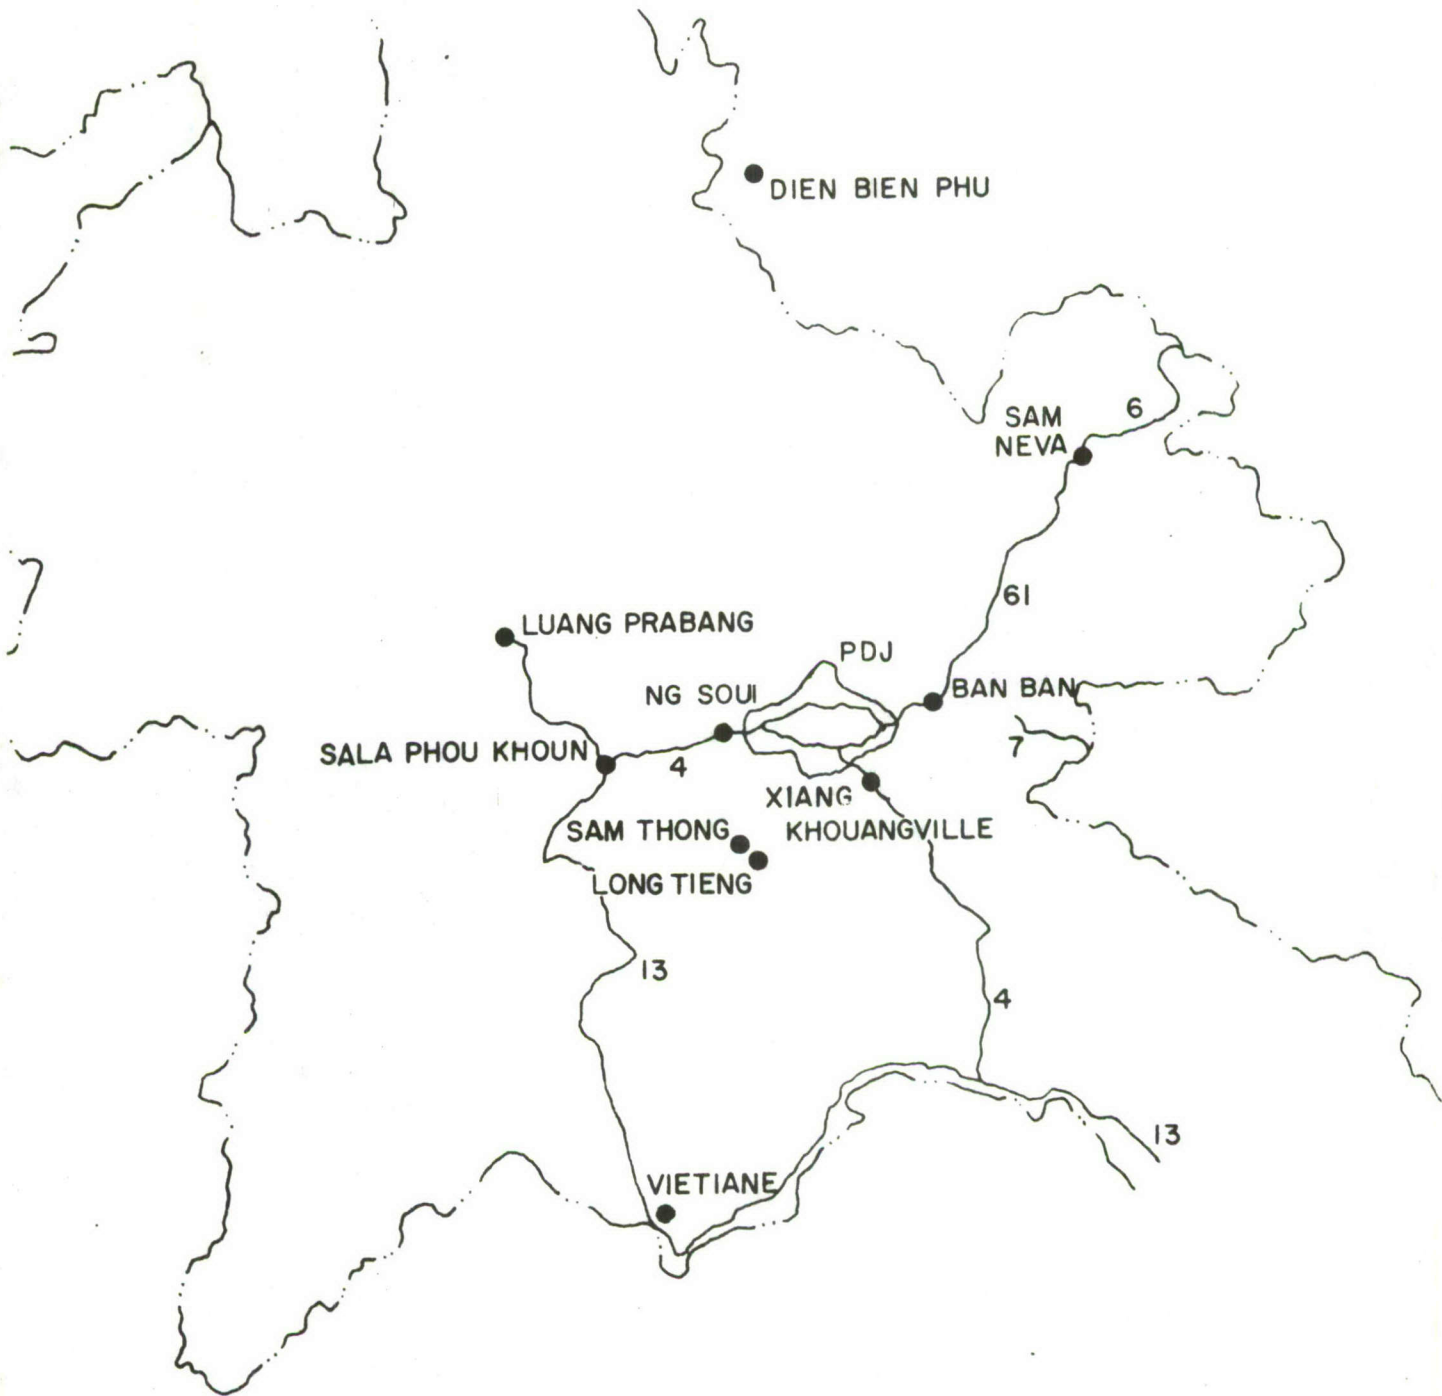 DIEN BIEN PHU
SAM
NEVA
6
61
LUANG PRABANG
PDJ
NG SOUI
BAN BAN
SALA PHOU KHOUN
4
7
XIANG
KHOUANGVILLE
SAM THONG
LONG TIENG
13
4
13
VIETIANE